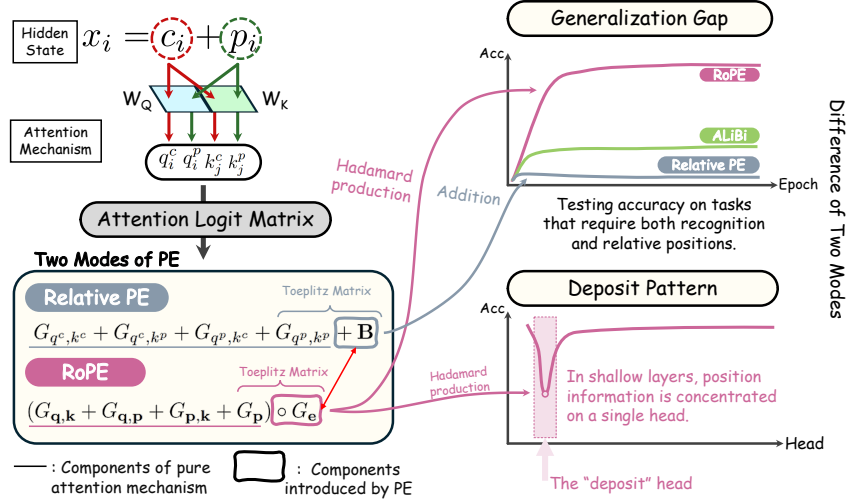 Hidden
State
x_i = c_i + p_i
W_Q
W_K
Attention
Mechanism
q_i^c q_i^p k_j^c k_j^p
Attention Logit Matrix
Two Modes of PE
Relative PE
Toeplitz Matrix
G_{q^c,k^c} + G_{q^c,k^p} + G_{q^p,k^c} + G_{q^p,k^p} + B
RoPE
Toeplitz Matrix
(G_{q,k} + G_{q,p} + G_{p,k} + G_p) ∘ G_e
: Components of pure
attention mechanism
: Components
introduced by PE
Hadamard
production
Addition
Hadamard
production
Generalization Gap
Acc
RoPE
ALiBi
Relative PE
Epoch
Testing accuracy on tasks
that require both recognition
and relative positions.
Deposit Pattern
Acc
In shallow layers, position
information is concentrated
on a single head.
Head
The “deposit” head
Difference of Two Modes